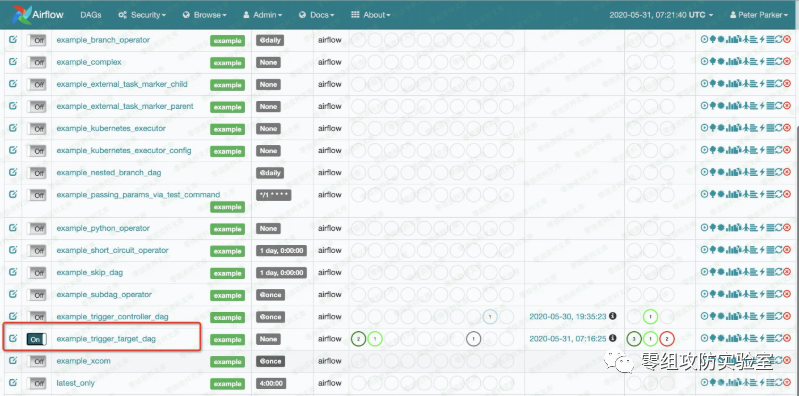 Airflow DAGs Security Browse Admin Docs About 2020-05-31, 07:21:40 UTC Peter Parker
Off example_branch_operator example @daily airflow
Off example_complex example None airflow
Off example_external_task_marker_child example None airflow
Off example_external_task_marker_parent example None airflow
Off example_kubernetes_executor example None airflow
Off example_kubernetes_executor_config example None airflow
Off example_nested_branch_dag example @daily airflow
Off example_passing_params_via_test_command */1 * * * * airflow
example
Off example_python_operator example None airflow
Off example_short_circuit_operator example 1 day, 0:00:00 airflow
Off example_skip_dag example 1 day, 0:00:00 airflow
Off example_subdag_operator example @once airflow
Off example_trigger_controller_dag example @once airflow 1 2020-05-30, 19:35:23 1
On example_trigger_target_dag example None airflow 2 1 1 2020-05-31, 07:16:25 3 1 2
Off example_xcom example @once airflow
Off latest_only example 4:00:00 airflow
零组攻防实验室